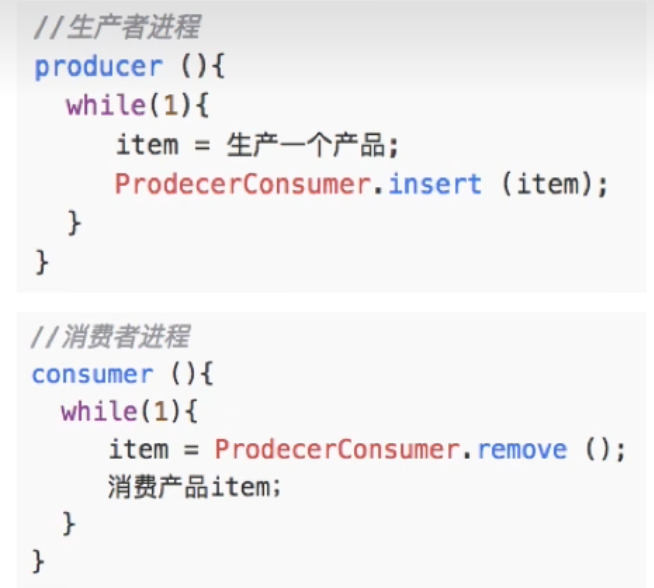 //生产者进程
producer (){
while(1){
item = 生产一个产品;
ProdecerConsumer.insert (item);
}
}
//消费者进程
consumer (){
while(1){
item = ProdecerConsumer.remove ();
消费产品item;
}
}